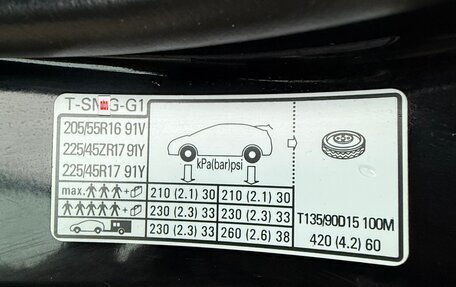 T-SMG-G1
205/55R16 91V
225/45ZR17 91Y
225/45R17 91Y
kPa(bar)psi
max. + 210 (2.1) 30 210 (2.1) 30
+ 230 (2.3) 33 230 (2.3) 33
230 (2.3) 33 260 (2.6) 38
T135/90D15 100M
420 (4.2) 60